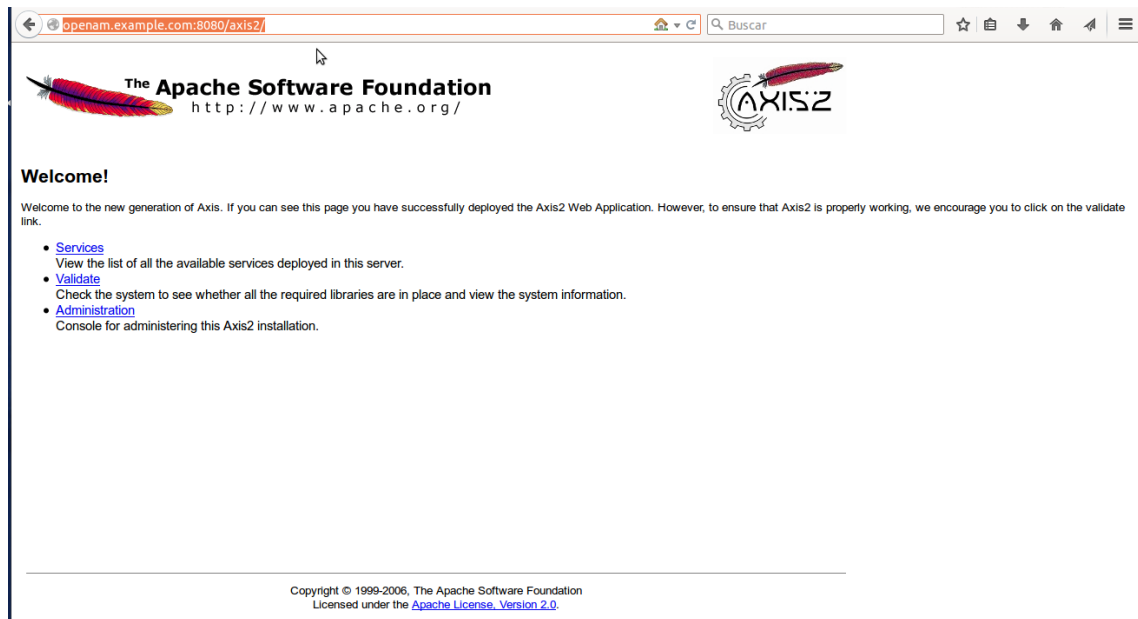 openam.example.com:8080/axis2/
Buscar
The Apache Software Foundation
http://www.apache.org/
AXIS2
Welcome!
Welcome to the new generation of Axis. If you can see this page you have successfully deployed the Axis2 Web Application. However, to ensure that Axis2 is properly working, we encourage you to click on the validate
link.
Services
View the list of all the available services deployed in this server.
Validate
Check the system to see whether all the required libraries are in place and view the system information.
Administration
Console for administering this Axis2 installation.
Copyright © 1999-2006, The Apache Software Foundation
Licensed under the Apache License, Version 2.0.